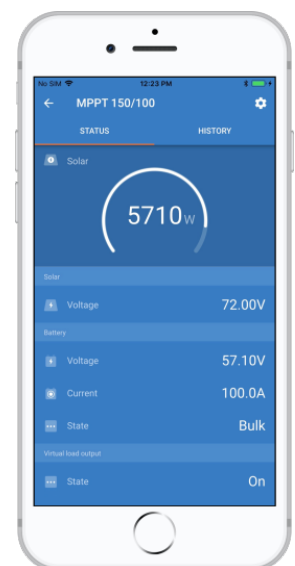 No SIM 12:23 PM
MPPT 150/100
STATUS HISTORY
Solar
5710W
Solar
Voltage 72.00V
Battery
Voltage 57.10V
Current 100.0A
State Bulk
Virtual load output
State On